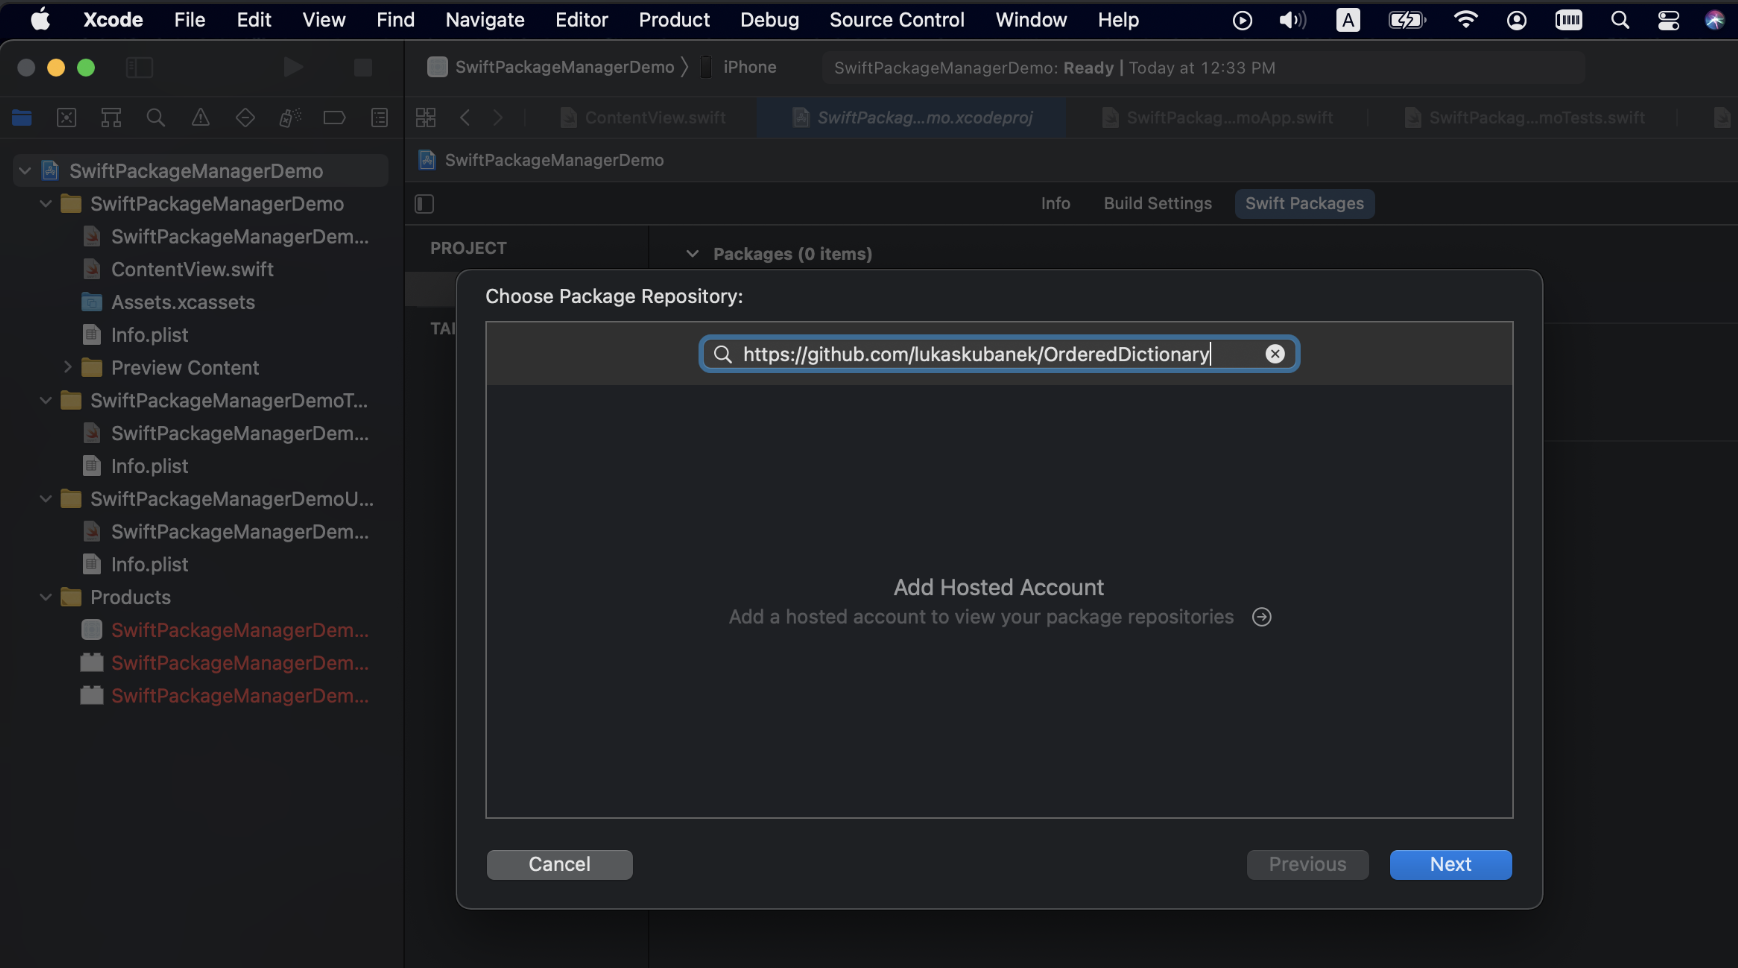 Xcode File Edit View Find Navigate Editor Product Debug Source Control Window Help A
SwiftPackageManagerDemo 〉 iPhone
SwiftPackageManagerDemo: Ready | Today at 12:33 PM
ContentView.swift
SwiftPackag...mo.xcodeproj
SwiftPackag...moApp.swift
SwiftPackag...moTests.swift
SwiftPackageManagerDemo
Info Build Settings Swift Packages
PROJECT
Packages (0 items)
TAI
SwiftPackageManagerDemo
SwiftPackageManagerDemo
SwiftPackageManagerDem...
ContentView.swift
Assets.xcassets
Info.plist
Preview Content
SwiftPackageManagerDemoT...
SwiftPackageManagerDem...
Info.plist
SwiftPackageManagerDemoU...
SwiftPackageManagerDem...
Info.plist
Products
SwiftPackageManagerDem...
SwiftPackageManagerDem...
SwiftPackageManagerDem...
Choose Package Repository:
https://github.com/lukaskubanek/OrderedDictionary
Add Hosted Account
Add a hosted account to view your package repositories
Cancel
Previous
Next